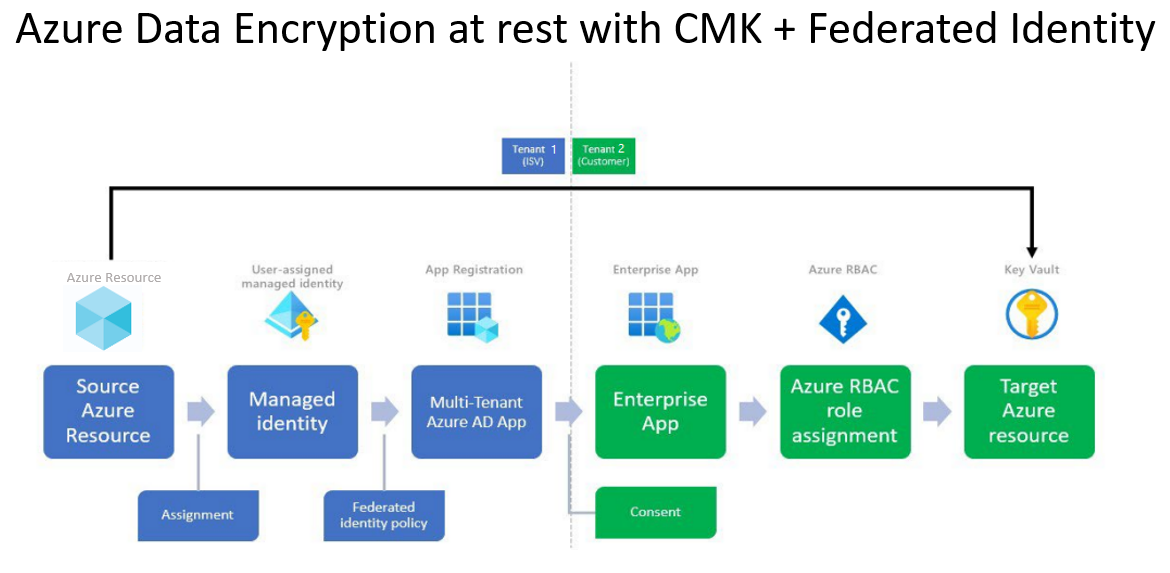 Azure Data Encryption at rest with CMK + Federated Identity
Tenant 1
(ISV)
Tenant 2
(Customer)
Azure Resource
User-assigned
managed identity
App Registration
Enterprise App
Azure RBAC
Key Vault
Source
Azure
Resource
Managed
identity
Multi-Tenant
Azure AD App
Enterprise
App
Azure RBAC
role
assignment
Target
Azure
resource
Assignment
Federated
identity policy
Consent